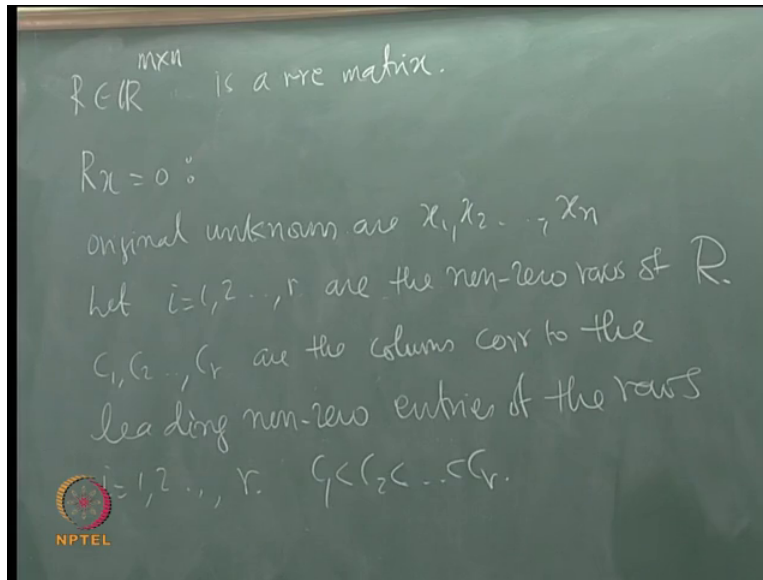 R ∈ ℝ^{m×n} is a rre matrix.
Rx = 0 :
original unknowns are x₁, x₂ ..., xₙ
Let i=1,2..., r are the non-zero rows of R.
C₁, C₂ ..., Cᵣ are the columns corr to the
leading non-zero entries of the rows
i=1,2..., r. C₁<C₂<...<Cᵣ.
NPTEL